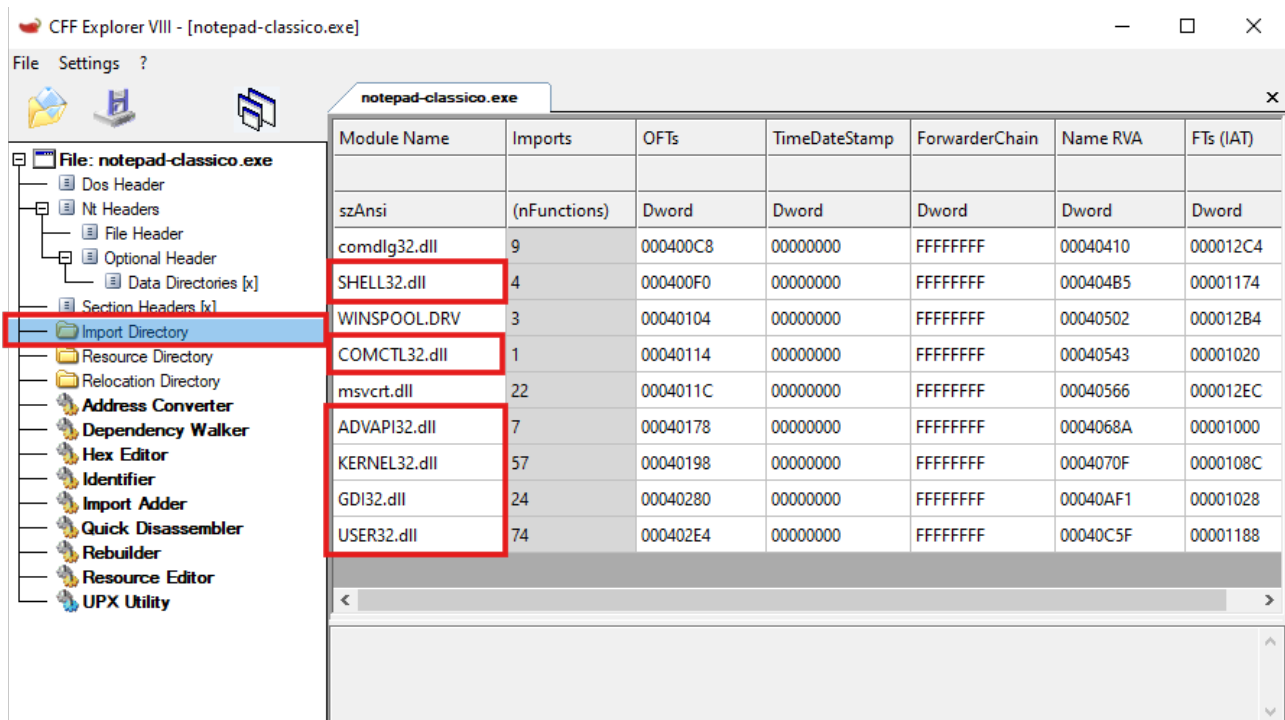 CFF Explorer VIII - [notepad-classico.exe]
File Settings ?
notepad-classico.exe
File: notepad-classico.exe
Dos Header
Nt Headers
File Header
Optional Header
Data Directories [x]
Section Headers [x]
Import Directory
Resource Directory
Relocation Directory
Address Converter
Dependency Walker
Hex Editor
Identifier
Import Adder
Quick Disassembler
Rebuilder
Resource Editor
UPX Utility
Module Name Imports OFTs TimeDateStamp ForwarderChain Name RVA FTs (IAT)
szAnsi (nFunctions) Dword Dword Dword Dword Dword
comdlg32.dll 9 000400C8 00000000 FFFFFFFF 00040410 000012C4
SHELL32.dll 4 000400F0 00000000 FFFFFFFF 000404B5 00001174
WINSPOOL.DRV 3 00040104 00000000 FFFFFFFF 00040502 000012B4
COMCTL32.dll 1 00040114 00000000 FFFFFFFF 00040543 00001020
msvcrt.dll 22 0004011C 00000000 FFFFFFFF 00040566 000012EC
ADVAPI32.dll 7 00040178 00000000 FFFFFFFF 0004068A 00001000
KERNEL32.dll 57 00040198 00000000 FFFFFFFF 0004070F 0000108C
GDI32.dll 24 00040280 00000000 FFFFFFFF 00040AF1 00001028
USER32.dll 74 000402E4 00000000 FFFFFFFF 00040C5F 00001188